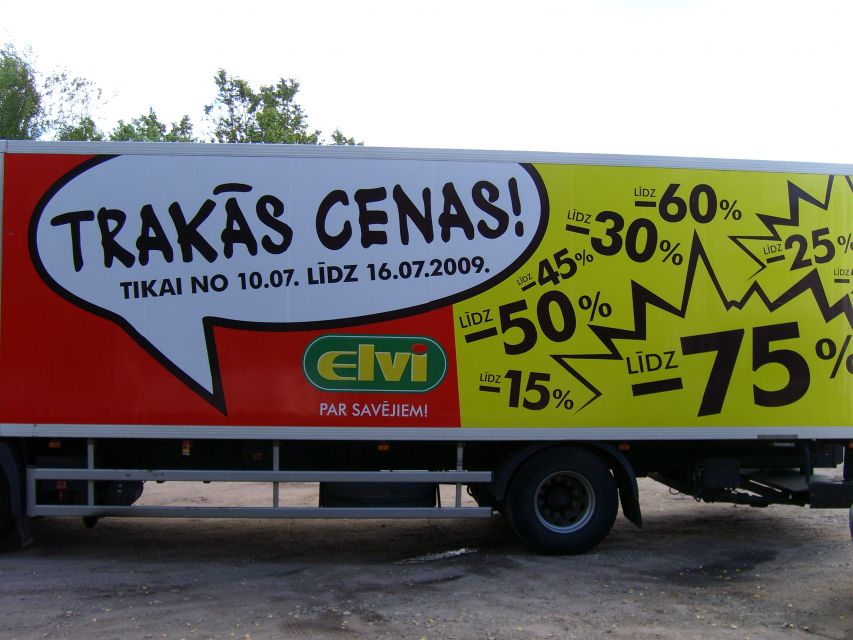 TRAKĀS CENAS!
TIKAI NO 10.07. LĪDZ 16.07.2009.
elvi
PAR SAVĒJIEM!
LĪDZ -60%
LĪDZ -30%
LĪDZ -25%
LĪDZ -45%
LĪDZ -50%
LĪDZ -75%
LĪDZ -15%